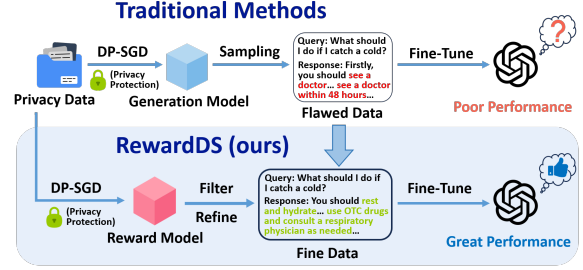 Traditional Methods
DP-SGD
(Privacy
Protection)
Privacy Data
Generation Model
Sampling
Query: What should
I do if I catch a cold?
Response: Firstly,
you should see a
doctor... see a doctor
within 48 hours...
Flawed Data
Fine-Tune
?
Poor Performance
RewardDS (ours)
DP-SGD
(Privacy
Protection)
Reward Model
Filter
Refine
Query: What should I do if
I catch a cold?
Response: You should rest
and hydrate... use OTC drugs
and consult a respiratory
physician as needed...
Fine Data
Fine-Tune
Great Performance